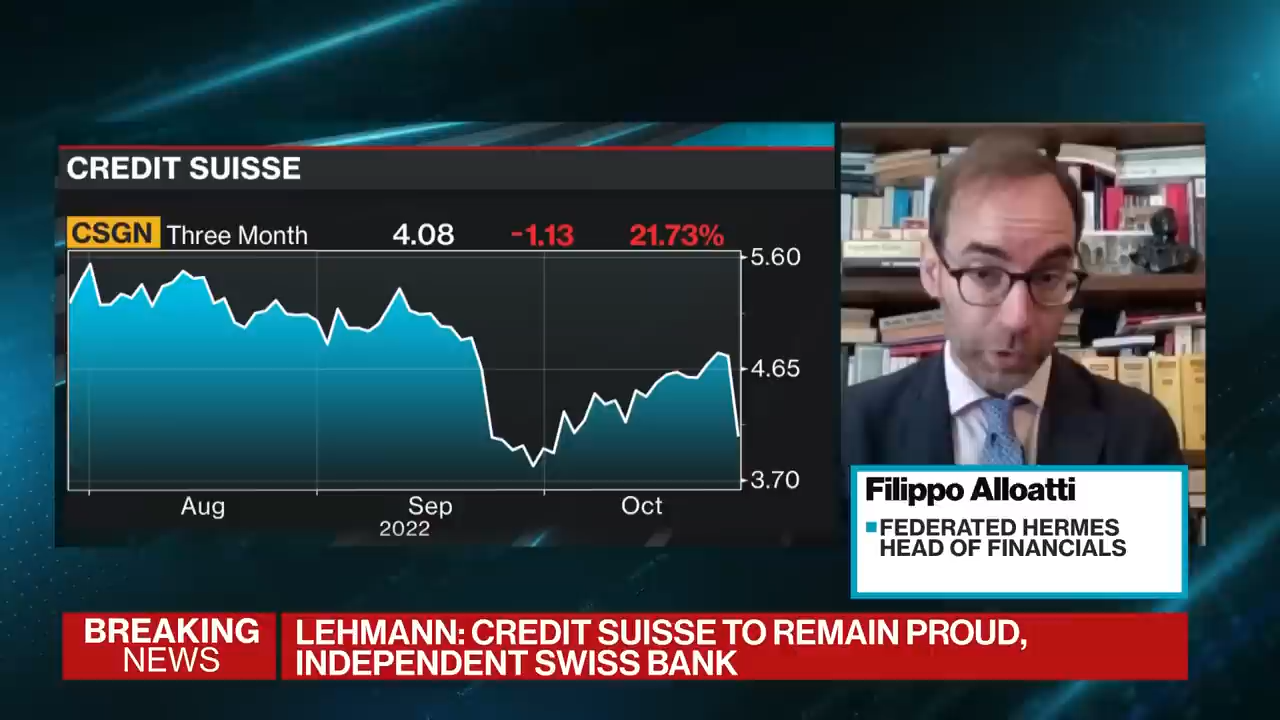 CREDIT SUISSE
CSGN Three Month 4.08 -1.13 21.73%
5.60
4.65
3.70
Aug Sep Oct
2022
Filippo Alloatti
FEDERATED HERMES
HEAD OF FINANCIALS
BREAKING
NEWS
LEHMANN: CREDIT SUISSE TO REMAIN PROUD,
INDEPENDENT SWISS BANK